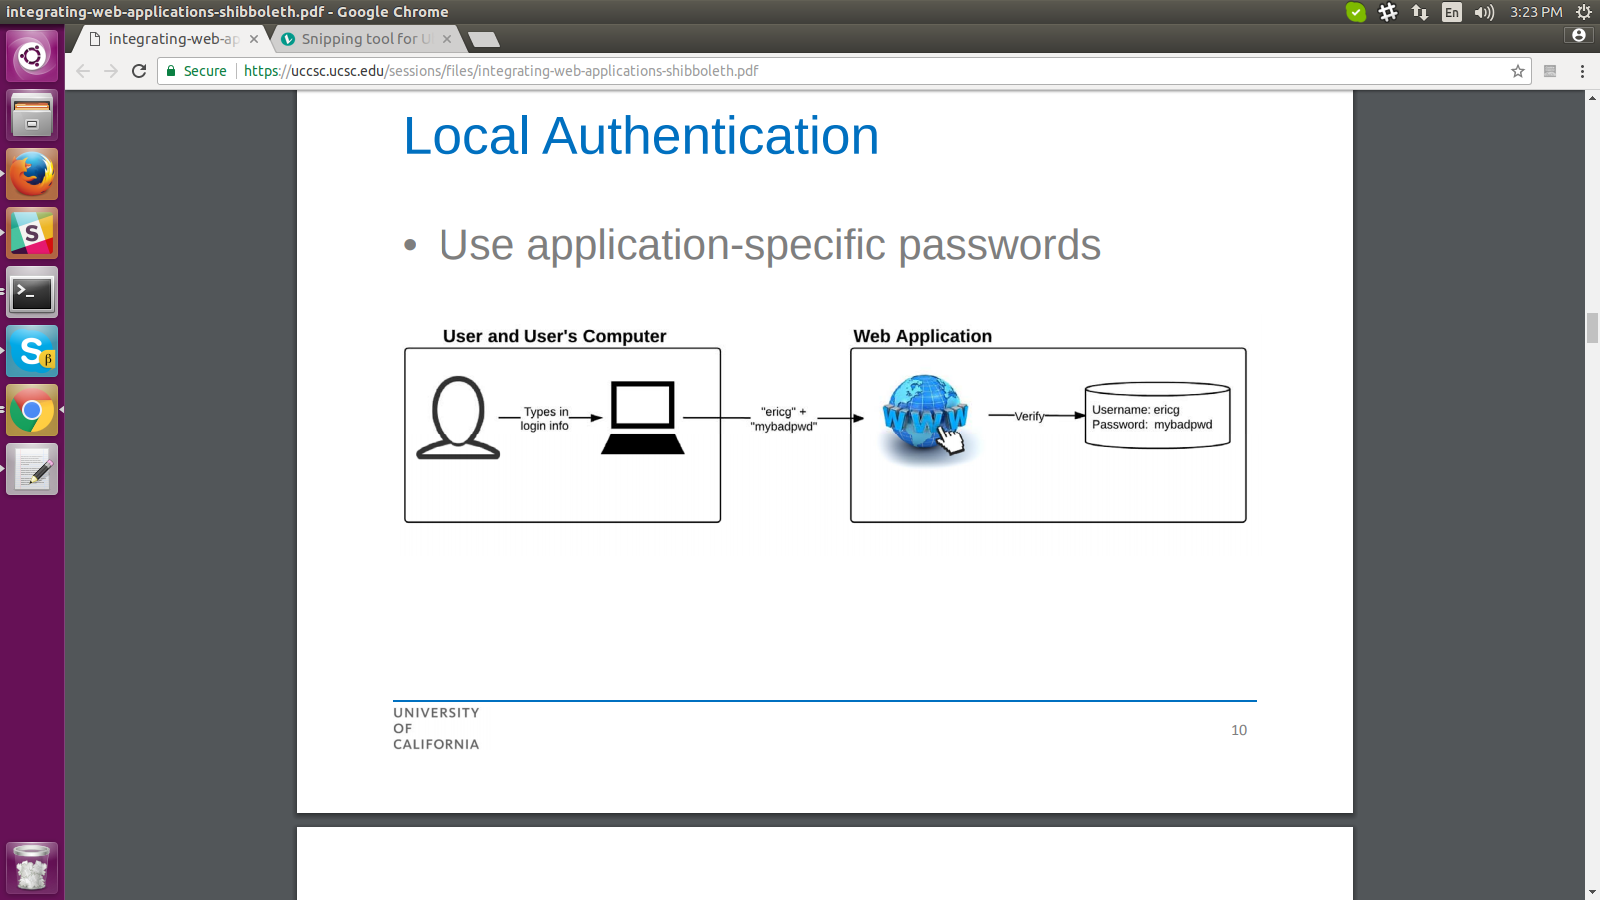 integrating-web-applications-shibboleth.pdf - Google Chrome
En
3:23 PM
integrating-web-ap
Snipping tool for U
Secure
https://uccsc.ucsc.edu/sessions/files/integrating-web-applications-shibboleth.pdf
Local Authentication
• Use application-specific passwords
User and User's Computer
Web Application
Types in
login info
"ericg" +
"mybadpwd"
WWW
Verify
Username: ericg
Password: mybadpwd
UNIVERSITY
OF
CALIFORNIA
10